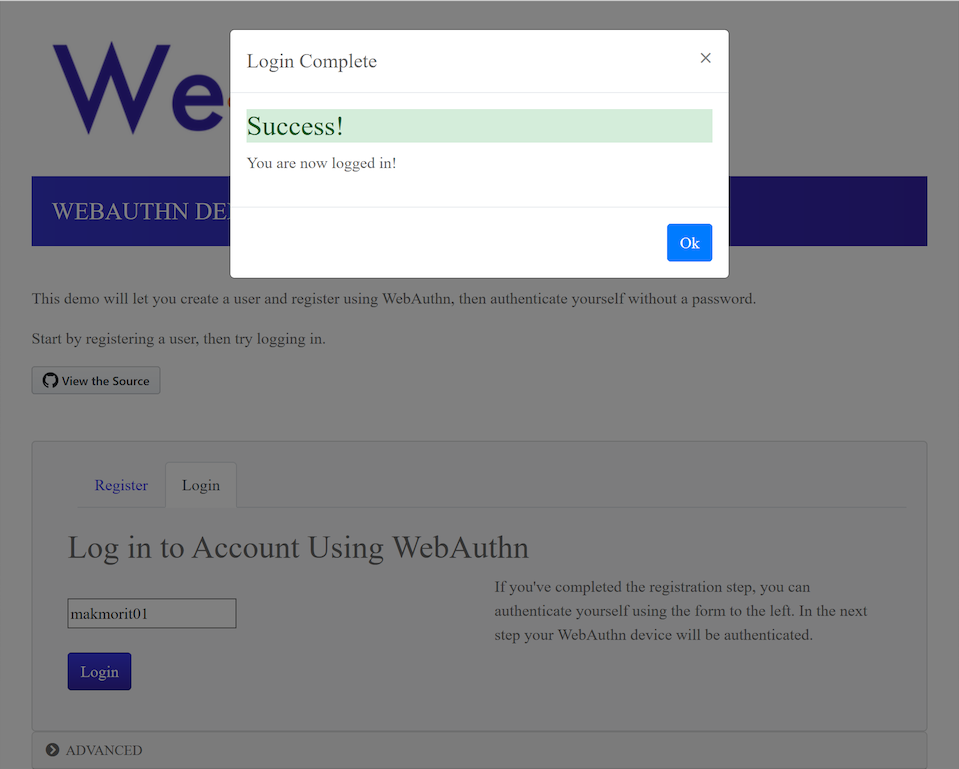 Login Complete
×
Success!
You are now logged in!
Ok
We
WEBAUTHN
This demo will let you create a user and register using WebAuthn, then authenticate yourself without a password.
Start by registering a user, then try logging in.
View the Source
Register
Login
Log in to Account Using WebAuthn
makmorit01
Login
If you've completed the registration step, you can
authenticate yourself using the form to the left. In the next
step your WebAuthn device will be authenticated.
ADVANCED